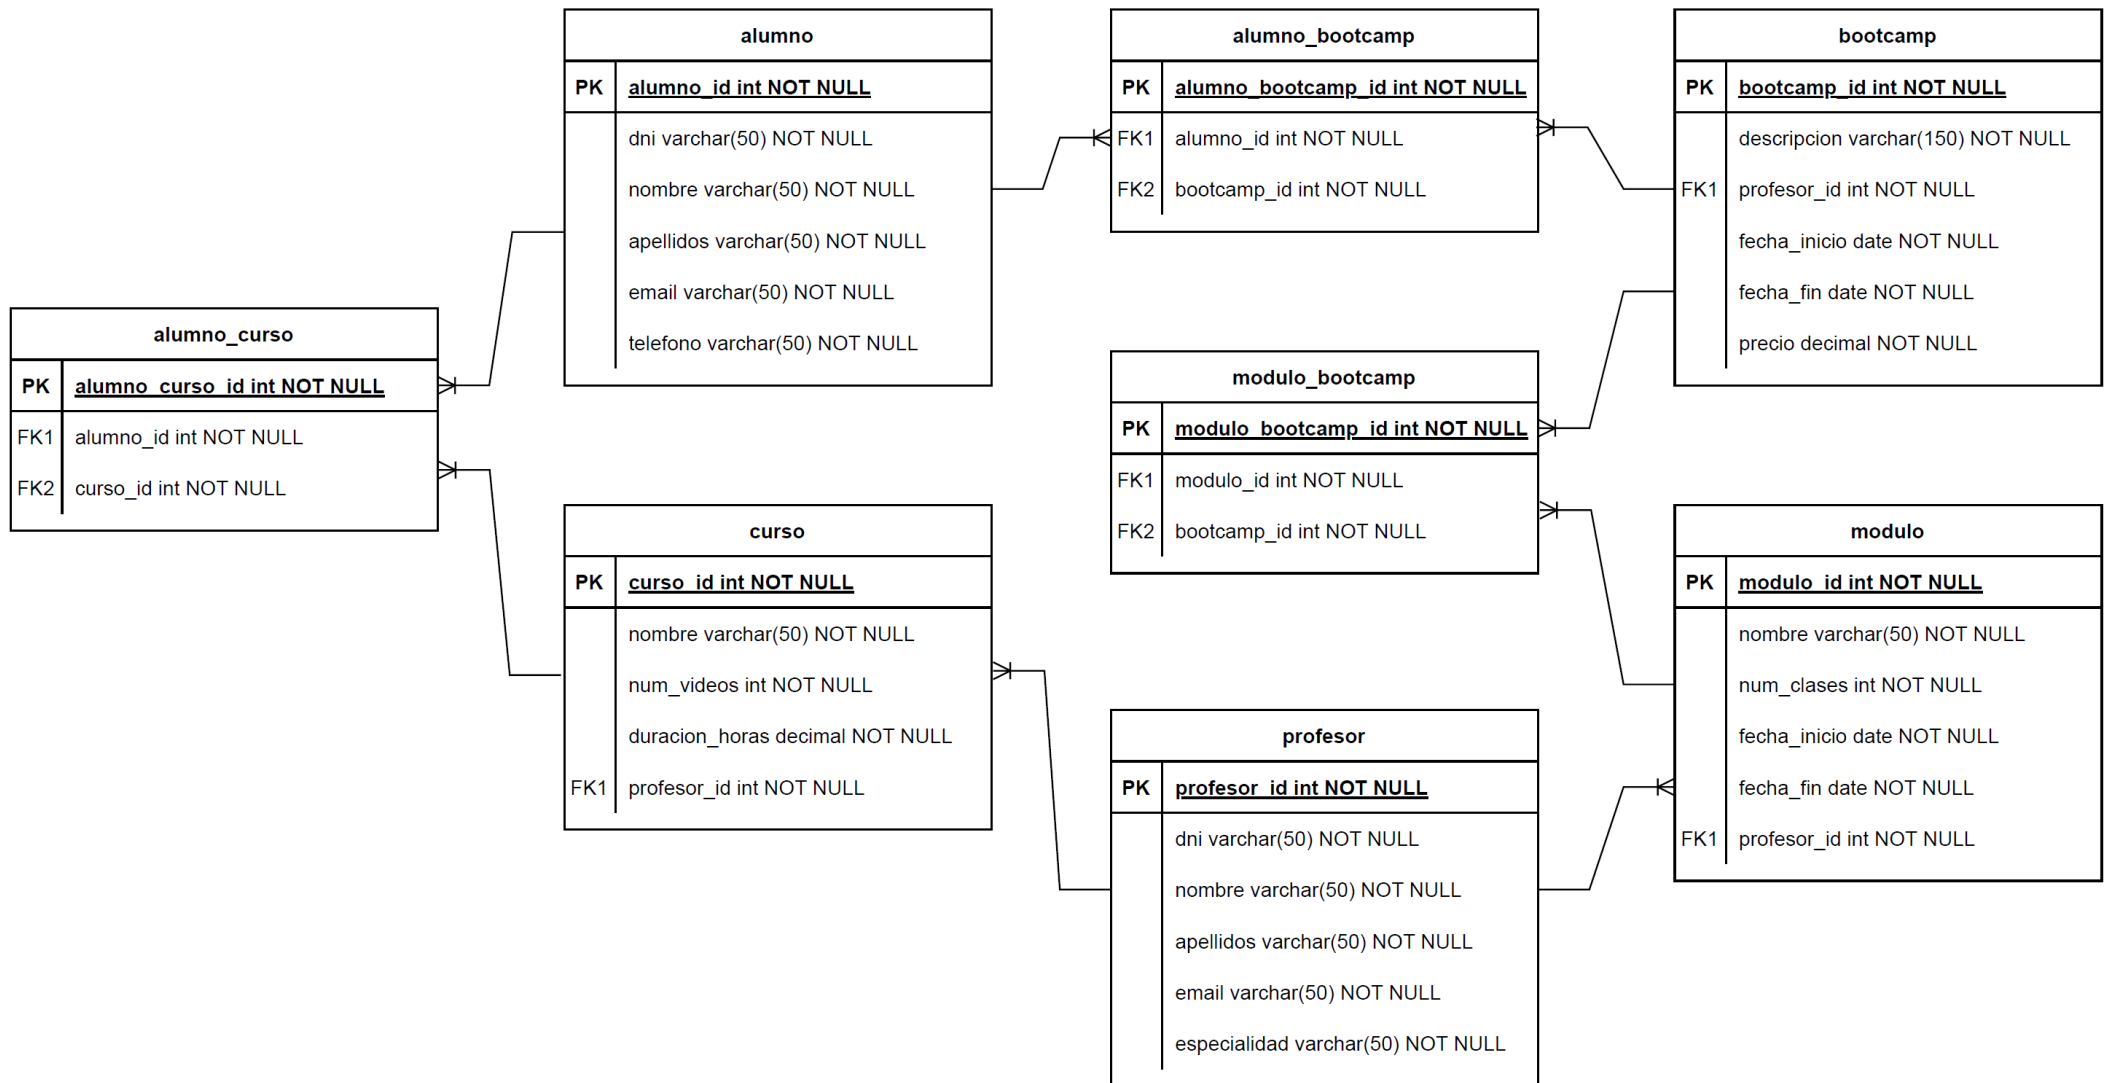 alumno
PK alumno_id int NOT NULL
dni varchar(50) NOT NULL
nombre varchar(50) NOT NULL
apellidos varchar(50) NOT NULL
email varchar(50) NOT NULL
telefono varchar(50) NOT NULL
alumno_bootcamp
PK alumno_bootcamp_id int NOT NULL
FK1 alumno_id int NOT NULL
FK2 bootcamp_id int NOT NULL
bootcamp
PK bootcamp_id int NOT NULL
descripcion varchar(150) NOT NULL
FK1 profesor_id int NOT NULL
fecha_inicio date NOT NULL
fecha_fin date NOT NULL
precio decimal NOT NULL
alumno_curso
PK alumno_curso_id int NOT NULL
FK1 alumno_id int NOT NULL
FK2 curso_id int NOT NULL
modulo_bootcamp
PK modulo_bootcamp_id int NOT NULL
FK1 modulo_id int NOT NULL
FK2 bootcamp_id int NOT NULL
curso
PK curso_id int NOT NULL
nombre varchar(50) NOT NULL
num_videos int NOT NULL
duracion_horas decimal NOT NULL
FK1 profesor_id int NOT NULL
modulo
PK modulo_id int NOT NULL
nombre varchar(50) NOT NULL
num_clases int NOT NULL
fecha_inicio date NOT NULL
fecha_fin date NOT NULL
FK1 profesor_id int NOT NULL
profesor
PK profesor_id int NOT NULL
dni varchar(50) NOT NULL
nombre varchar(50) NOT NULL
apellidos varchar(50) NOT NULL
email varchar(50) NOT NULL
especialidad varchar(50) NOT NULL